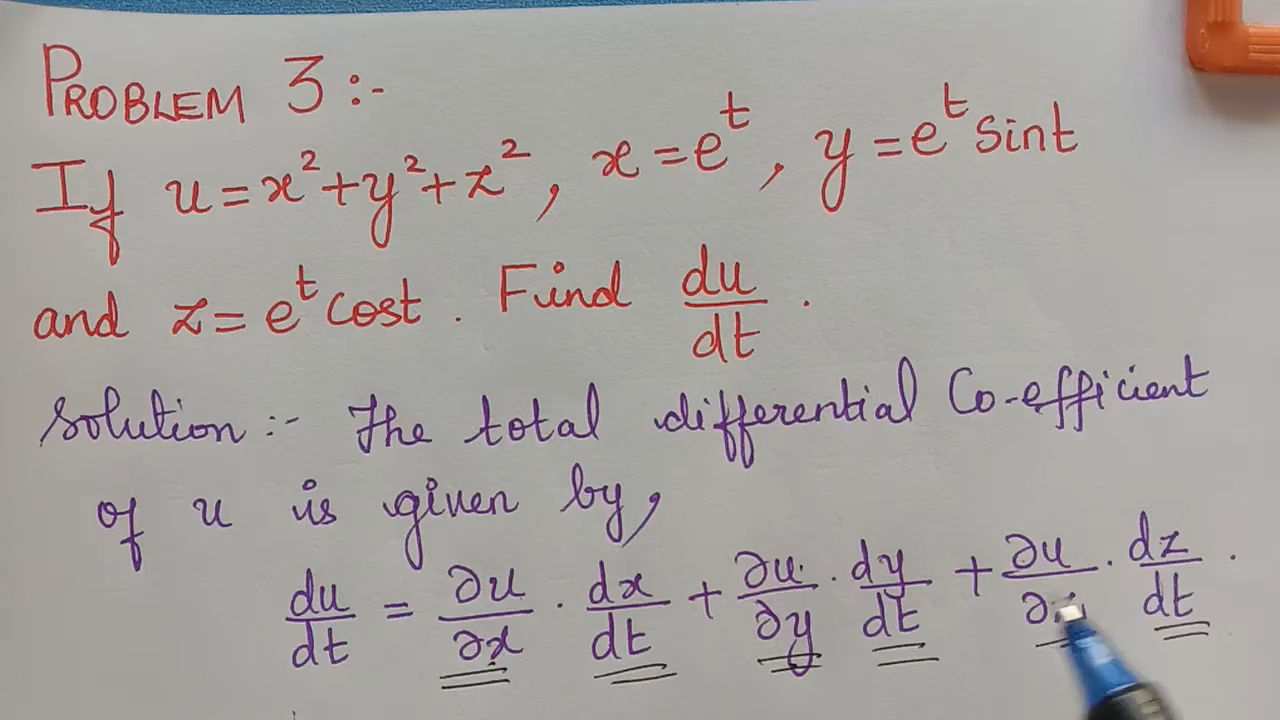 PROBLEM 3:-
If u = x² + y² + z², x = eᵗ, y = eᵗ sint
and z = eᵗ cost. Find du/dt.
Solution:- The total differential Co-efficient
of u is given by,
du/dt = ∂u/∂x · dx/dt + ∂u/∂y · dy/dt + ∂u/∂z · dz/dt.